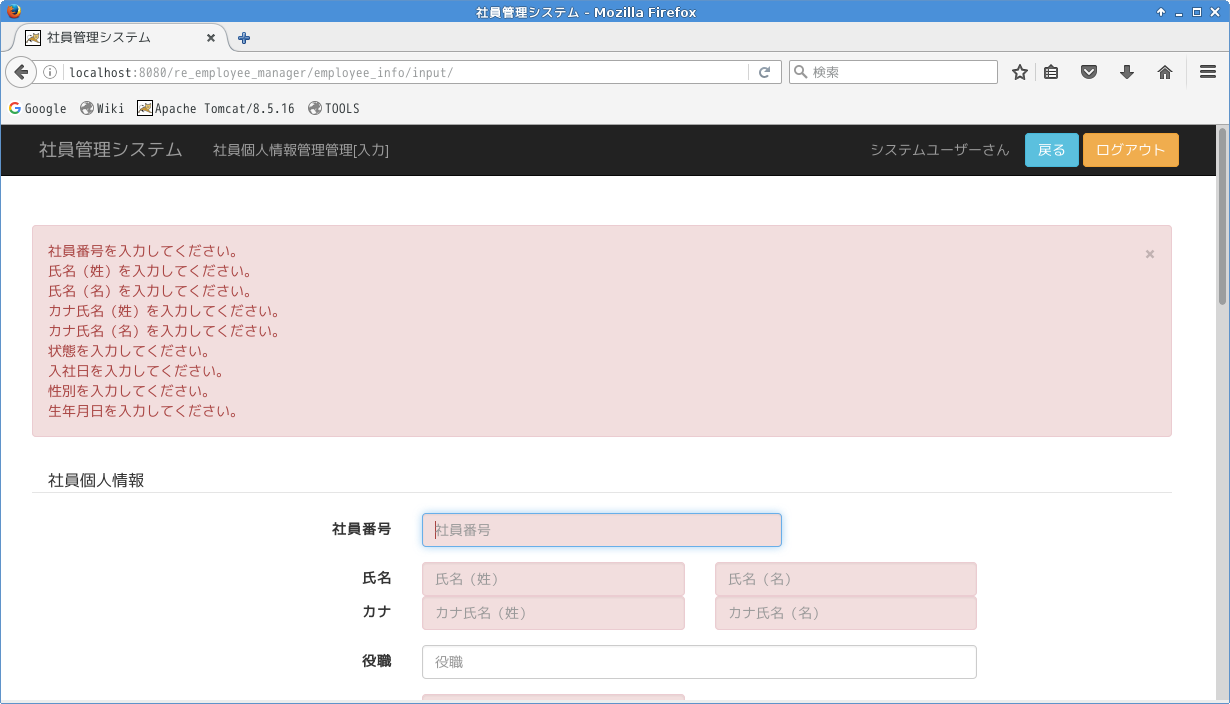 社員管理システム - Mozilla Firefox
社員管理システム
localhost:8080/re_employee_manager/employee_info/input/
検索
Google Wiki Apache Tomcat/8.5.16 TOOLS
社員管理システム 社員個人情報管理管理[入力] システムユーザーさん 戻る ログアウト
社員番号を入力してください。
氏名（姓）を入力してください。
氏名（名）を入力してください。
カナ氏名（姓）を入力してください。
カナ氏名（名）を入力してください。
状態を入力してください。
入社日を入力してください。
性別を入力してください。
生年月日を入力してください。
社員個人情報
社員番号 社員番号
氏名 氏名（姓） 氏名（名）
カナ カナ氏名（姓） カナ氏名（名）
役職 役職